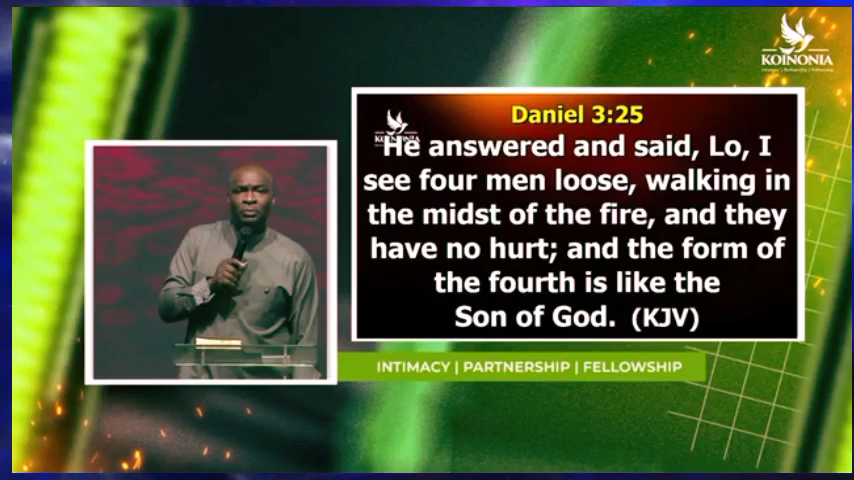 KOINONIA
Intimacy | Partnership | Fellowship
Daniel 3:25
He answered and said, Lo, I
see four men loose, walking in
the midst of the fire, and they
have no hurt; and the form of
the fourth is like the
Son of God. (KJV)
INTIMACY | PARTNERSHIP | FELLOWSHIP